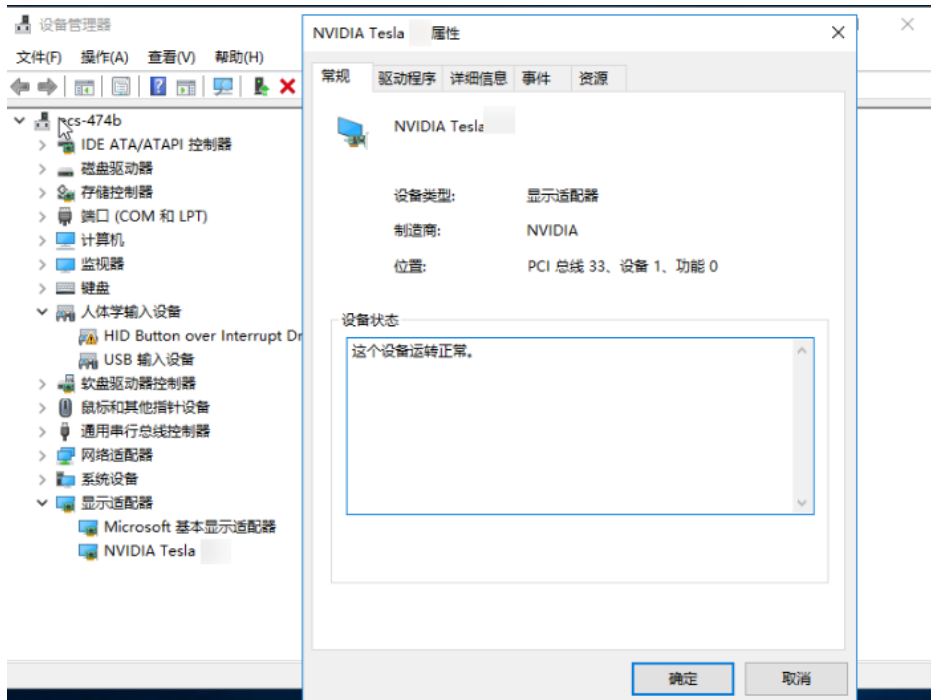 设备管理器
文件(F) 操作(A) 查看(V) 帮助(H)
ecs-474b
IDE ATA/ATAPI 控制器
磁盘驱动器
存储控制器
端口 (COM 和 LPT)
计算机
监视器
键盘
人体学输入设备
HID Button over Interrupt Dr
USB 输入设备
软盘驱动器控制器
鼠标和其他指针设备
通用串行总线控制器
网络适配器
系统设备
显示适配器
Microsoft 基本显示适配器
NVIDIA Tesla
NVIDIA Tesla 属性
常规 驱动程序 详细信息 事件 资源
NVIDIA Tesla
设备类型: 显示适配器
制造商: NVIDIA
位置: PCI 总线 33、设备 1、功能 0
设备状态
这个设备运转正常。
确定 取消